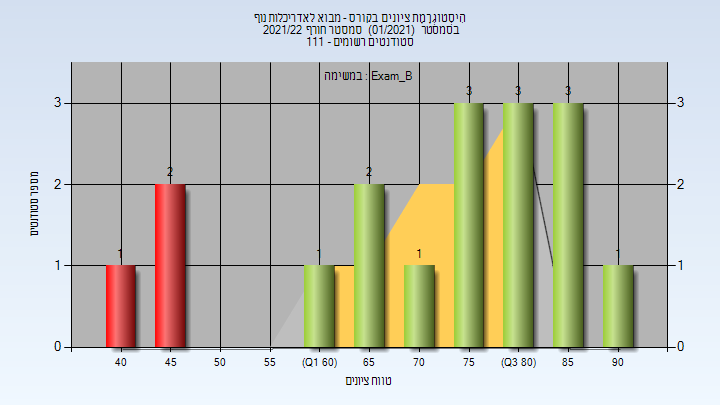 היסטוגרמת ציונים בקורס - מבוא לאדריכלות נוף
בסמסטר (01/2021) סמסטר חורף 2021/22
סטודנטים רשומים - 111
במשימה : Exam_B
3 3 3
3 3
2 2
2 2
מספר סטודנטים
1 1 1 1
1 1
0 0
40 45 50 55 (Q1 60) 65 70 75 (Q3 80) 85 90
טווח ציונים